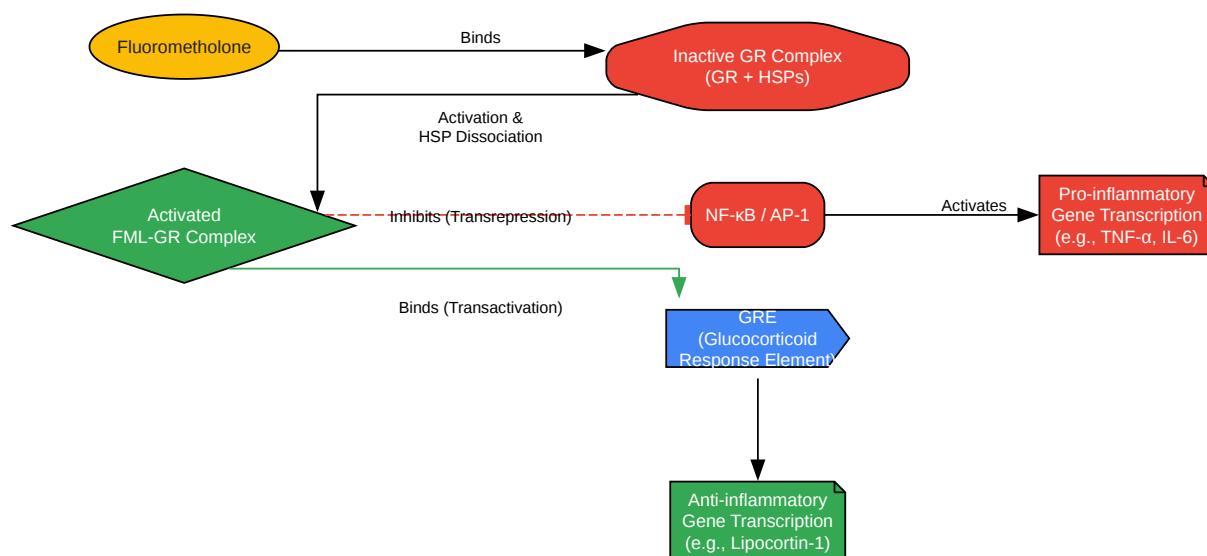 Fluorometholone
Binds
Inactive GR Complex
(GR + HSPs)
Activation &
HSP Dissociation
Activated
FML-GR Complex
Inhibits (Transrepression)
NF-κB / AP-1
Activates
Pro-inflammatory
Gene Transcription
(e.g., TNF-α, IL-6)
Binds (Transactivation)
GRE
(Glucocorticoid
Response Element)
Anti-inflammatory
Gene Transcription
(e.g., Lipocortin-1)